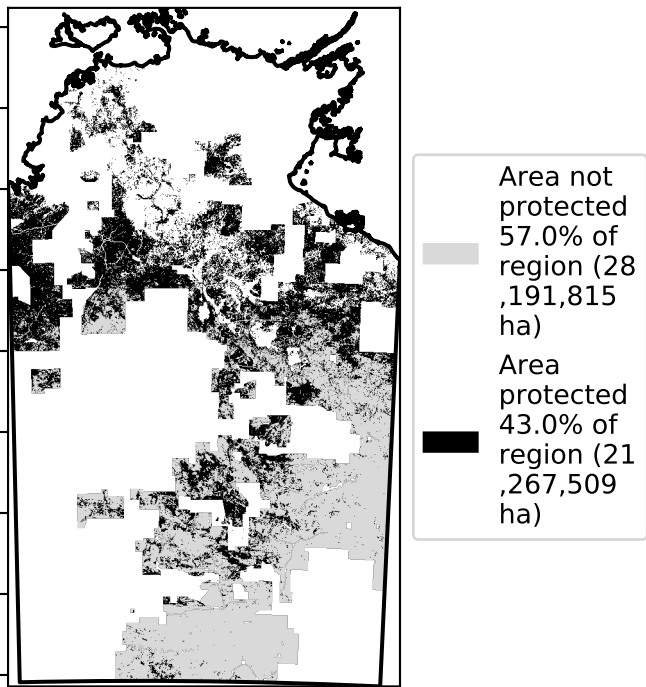 Area not
protected
57.0% of
region (28
,191,815
ha)
Area
protected
43.0% of
region (21
,267,509
ha)